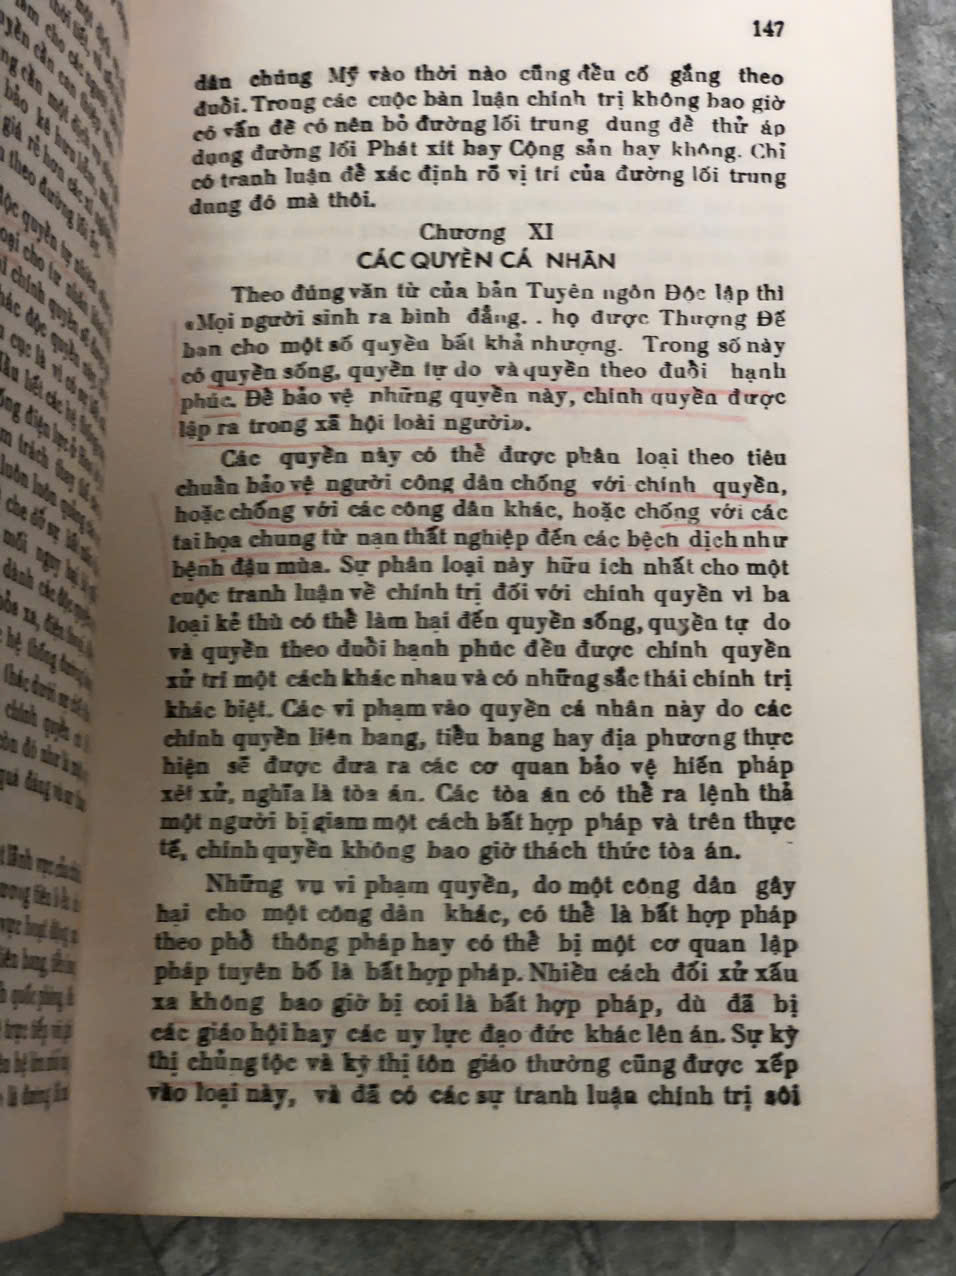 147
dân chúng Mỹ vào thời nào cũng đều cố gắng theo
đuổi. Trong các cuộc bàn luận chính trị không bao giờ
có vấn đề có nên bỏ đường lối trung dung để thử áp
dụng đường lối Phát xít hay Cộng sản hay không. Chỉ
có tranh luận để xác định rõ vị trí của đường lối trung
dung đó mà thôi.
Chương XI
CÁC QUYỀN CÁ NHÂN
Theo đúng văn từ của bản Tuyên ngôn Độc lập thì
«Mọi người sinh ra bình đẳng. . họ được Thượng Đế
ban cho một số quyền bất khả nhượng. Trong số này
có quyền sống, quyền tự do và quyền theo đuổi hạnh
phúc. Để bảo vệ những quyền này, chính quyền được
lập ra trong xã hội loài người».
Các quyền này có thể được phân loại theo tiêu
chuẩn bảo vệ người công dân chống với chính quyền,
hoặc chống với các công dân khác, hoặc chống với các
tai họa chung từ nạn thất nghiệp đến các bệch dịch như
bệnh đậu mùa. Sự phân loại này hữu ích nhất cho một
cuộc tranh luận về chính trị đối với chính quyền vì ba
loại kẻ thù có thể làm hại đến quyền sống, quyền tự do
và quyền theo đuổi hạnh phúc đều được chính quyền
xử trí một cách khác nhau và có những sắc thái chính trị
khác biệt. Các vi phạm vào quyền cá nhân này do các
chính quyền liên bang, tiểu bang hay địa phương thực
hiện sẽ được đưa ra các cơ quan bảo vệ hiến pháp
xét xử, nghĩa là tòa án. Các tòa án có thể ra lệnh thả
một người bị giam một cách bất hợp pháp và trên thực
tế, chính quyền không bao giờ thách thức tòa án.
Những vụ vi phạm quyền, do một công dân gây
hại cho một công dân khác, có thể là bất hợp pháp
theo phổ thông pháp hay có thể bị một cơ quan lập
pháp tuyên bố là bất hợp pháp. Nhiều cách đối xử xấu
xa không bao giờ bị coi là bất hợp pháp, dù đã bị
các giáo hội hay các uy lực đạo đức khác lên án. Sự kỳ
thị chủng tộc và kỳ thị tôn giáo thường cũng được xếp
vào loại này, và đã có các sự tranh luận chính trị sôi